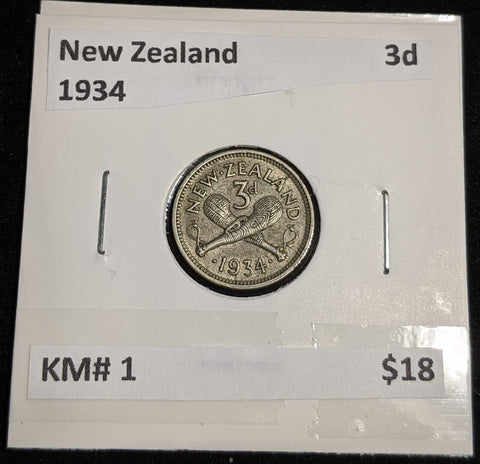 New Zealand 3d
1934
NEW · ZEALAND
3d
· 1934 ·
KM# 1 $18